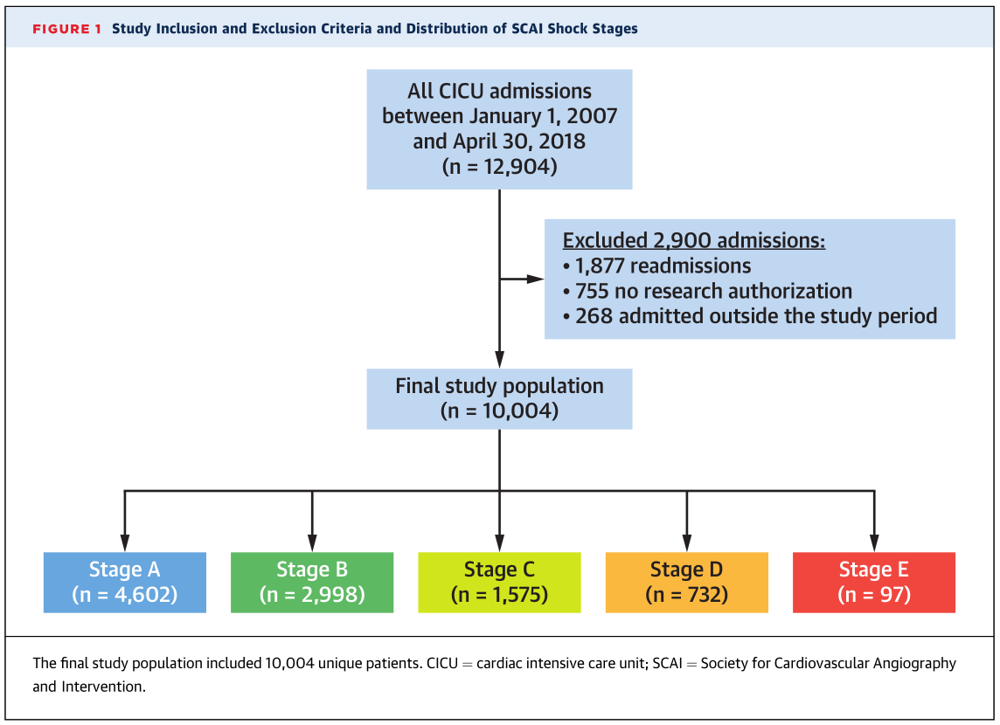 FIGURE 1 Study Inclusion and Exclusion Criteria and Distribution of SCAI Shock Stages
All CICU admissions
between January 1, 2007
and April 30, 2018
(n = 12,904)
Excluded 2,900 admissions:
• 1,877 readmissions
• 755 no research authorization
• 268 admitted outside the study period
Final study population
(n = 10,004)
Stage A
(n = 4,602)
Stage B
(n = 2,998)
Stage C
(n = 1,575)
Stage D
(n = 732)
Stage E
(n = 97)
The final study population included 10,004 unique patients. CICU = cardiac intensive care unit; SCAI = Society for Cardiovascular Angiography
and Intervention.